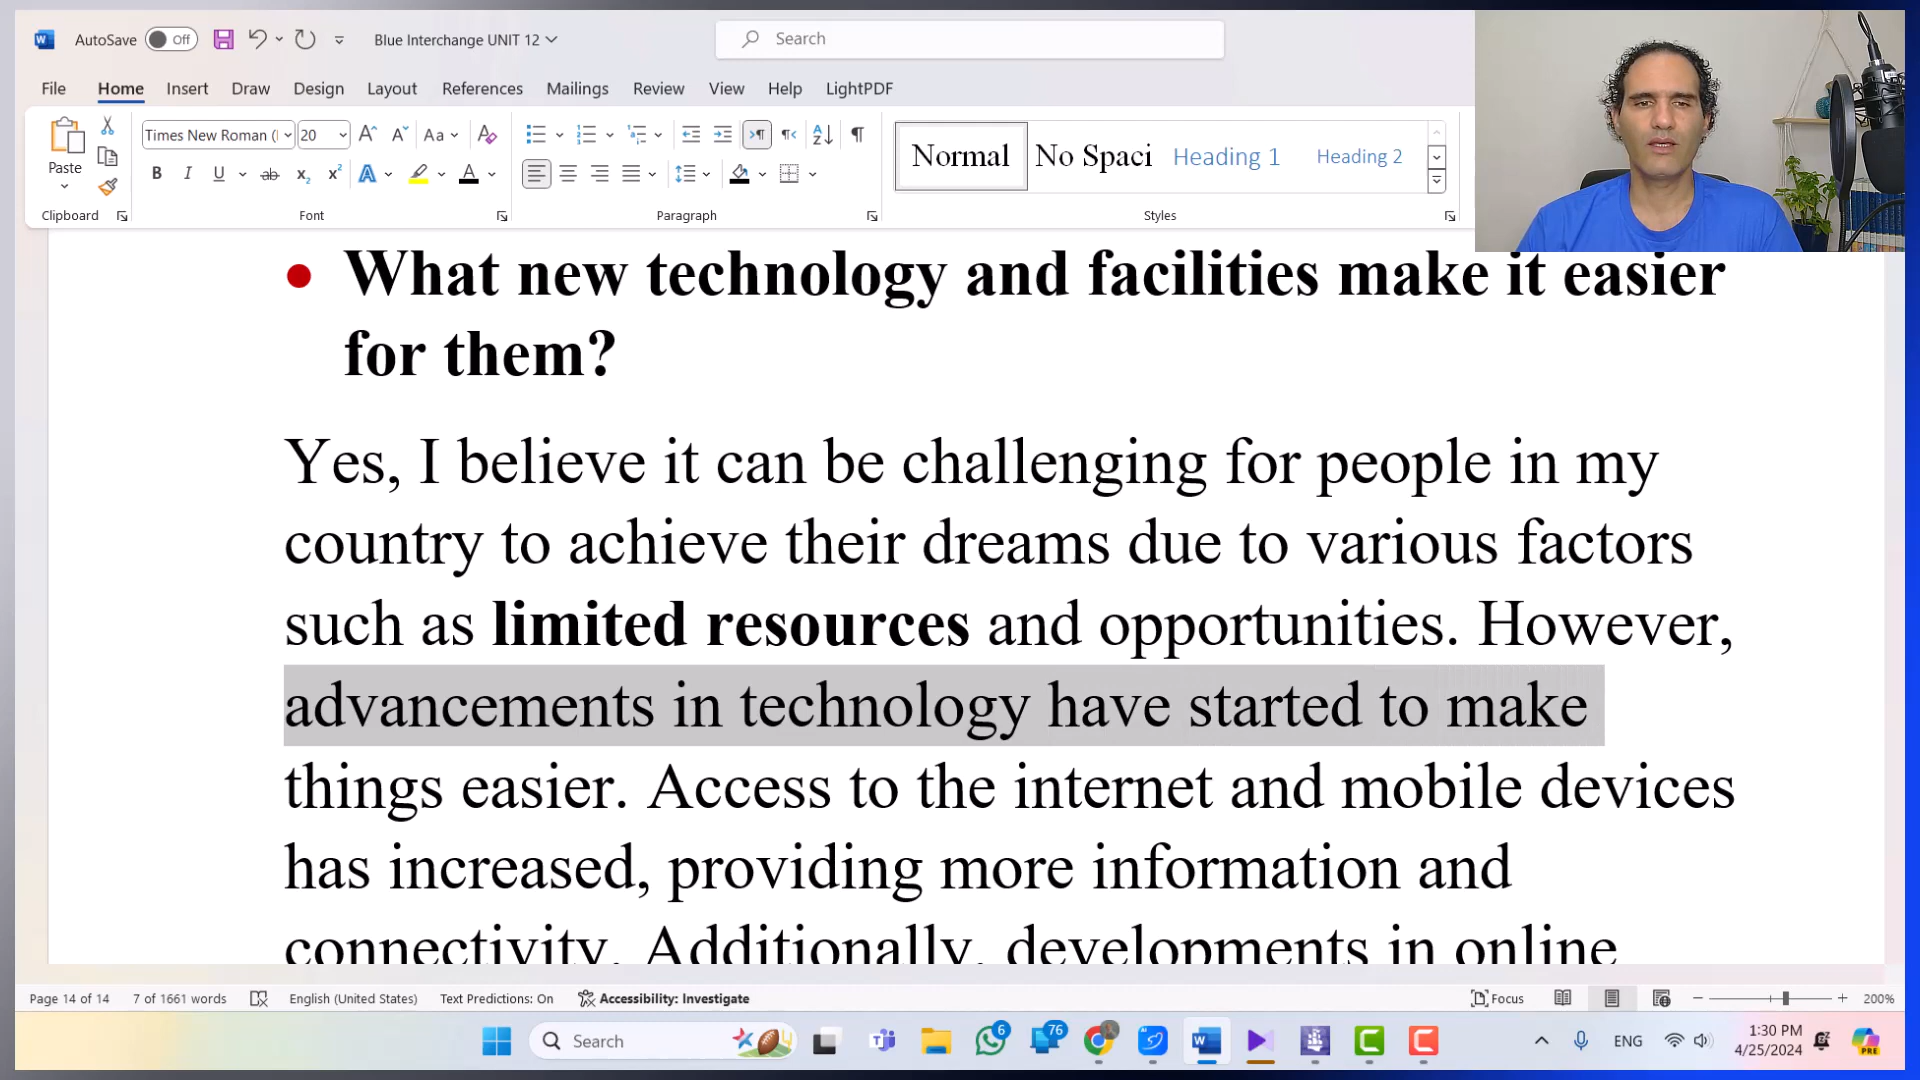 AutoSave Off Blue Interchange UNIT 12 Search
File Home Insert Draw Design Layout References Mailings Review View Help LightPDF
Times New Roman ( 20 Aa
Normal No Spaci Heading 1 Heading 2
Paste
B I U ab x2 x2 A A
Clipboard Font Paragraph Styles
What new technology and facilities make it easier
for them?
Yes, I believe it can be challenging for people in my
country to achieve their dreams due to various factors
such as limited resources and opportunities. However,
advancements in technology have started to make
things easier. Access to the internet and mobile devices
has increased, providing more information and
connectivity. Additionally, developments in online
Page 14 of 14 7 of 1661 words English (United States) Text Predictions: On Accessibility: Investigate Focus 200%
Search 6 76 ENG 1:30 PM
4/25/2024